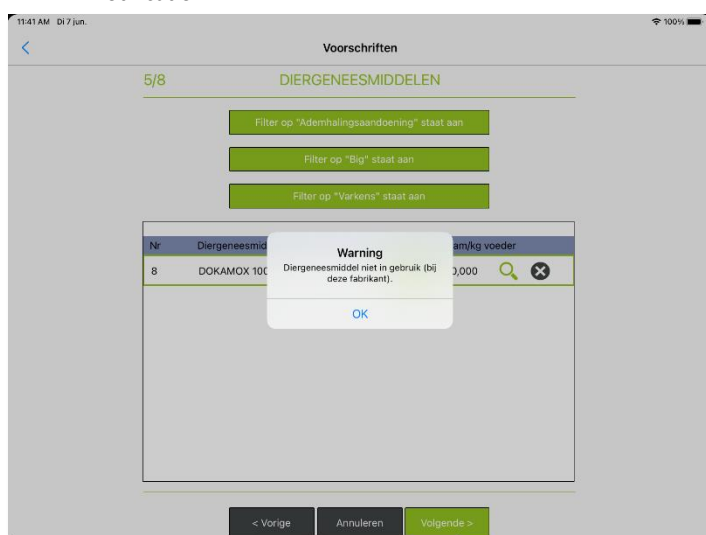 11:41 AM Di 7 jun.
100%
Voorschriften
5/8 DIERGENEESMIDDELEN
Filter op "Ademhalingsaandoening" staat aan
Filter op "Big" staat aan
Filter op "Varkens" staat aan
Nr Diergeneesmid am/kg voeder
8 DOKAMOX 100 0,000
Warning
Diergeneesmiddel niet in gebruik (bij
deze fabrikant).
OK
< Vorige Annuleren Volgende >